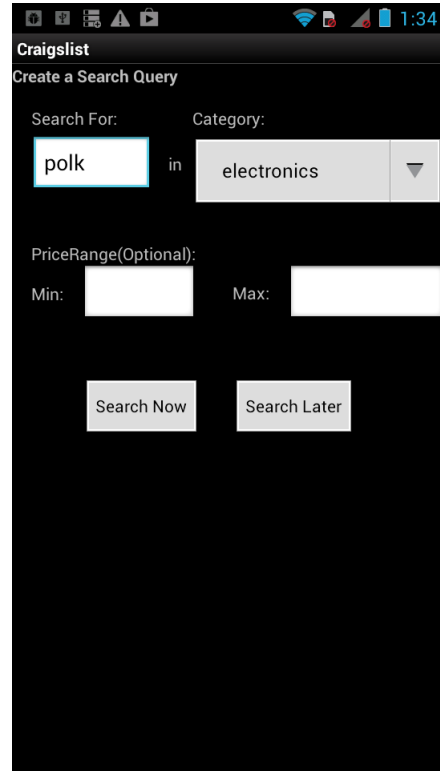 1:34
Craigslist
Create a Search Query
Search For: Category:
polk in electronics
PriceRange(Optional):
Min: Max:
Search Now Search Later